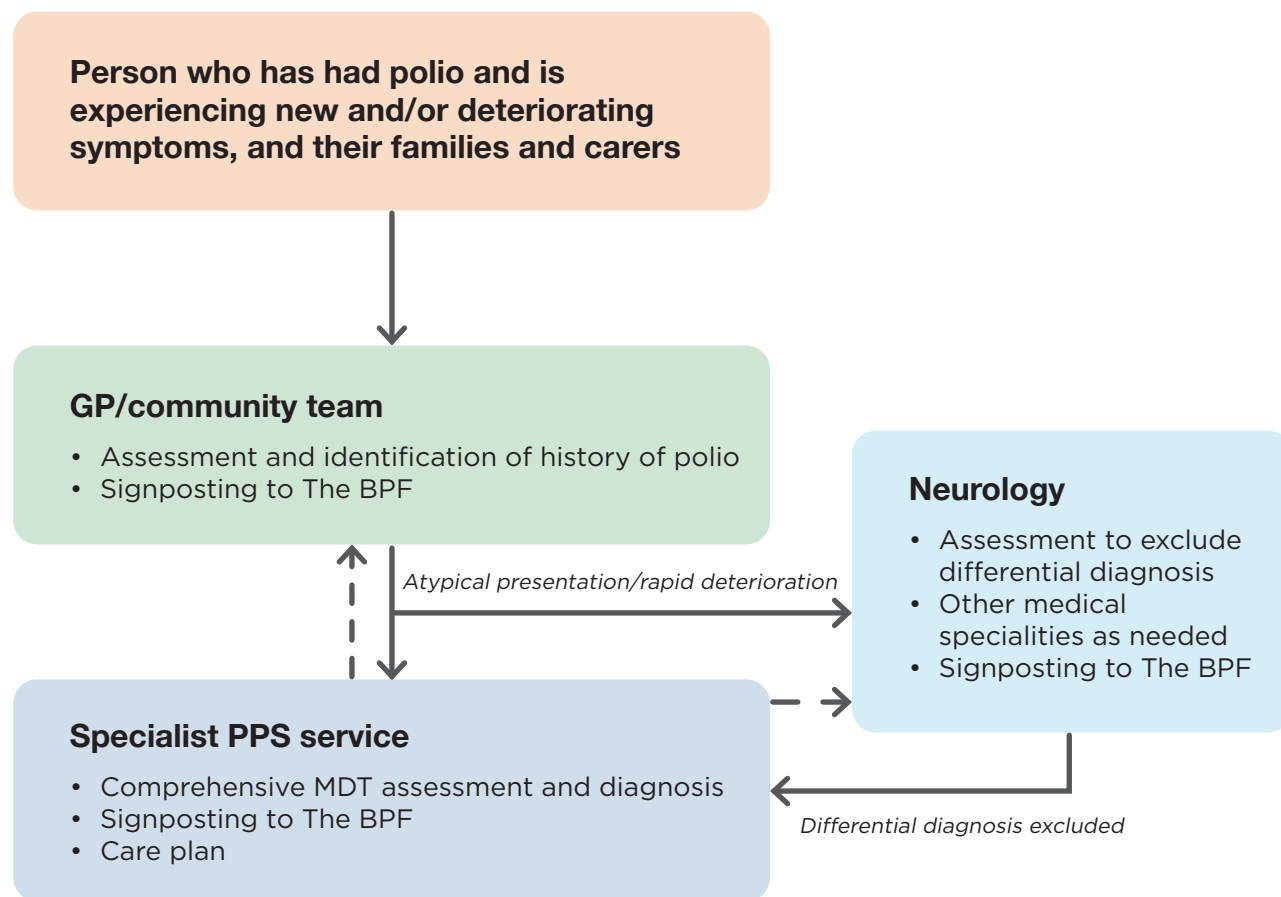 Person who has had polio and is
experiencing new and/or deteriorating
symptoms, and their families and carers
GP/community team
• Assessment and identification of history of polio
• Signposting to The BPF
Atypical presentation/rapid deterioration
Neurology
• Assessment to exclude
differential diagnosis
• Other medical
specialities as needed
• Signposting to The BPF
Specialist PPS service
• Comprehensive MDT assessment and diagnosis
• Signposting to The BPF
• Care plan
Differential diagnosis excluded